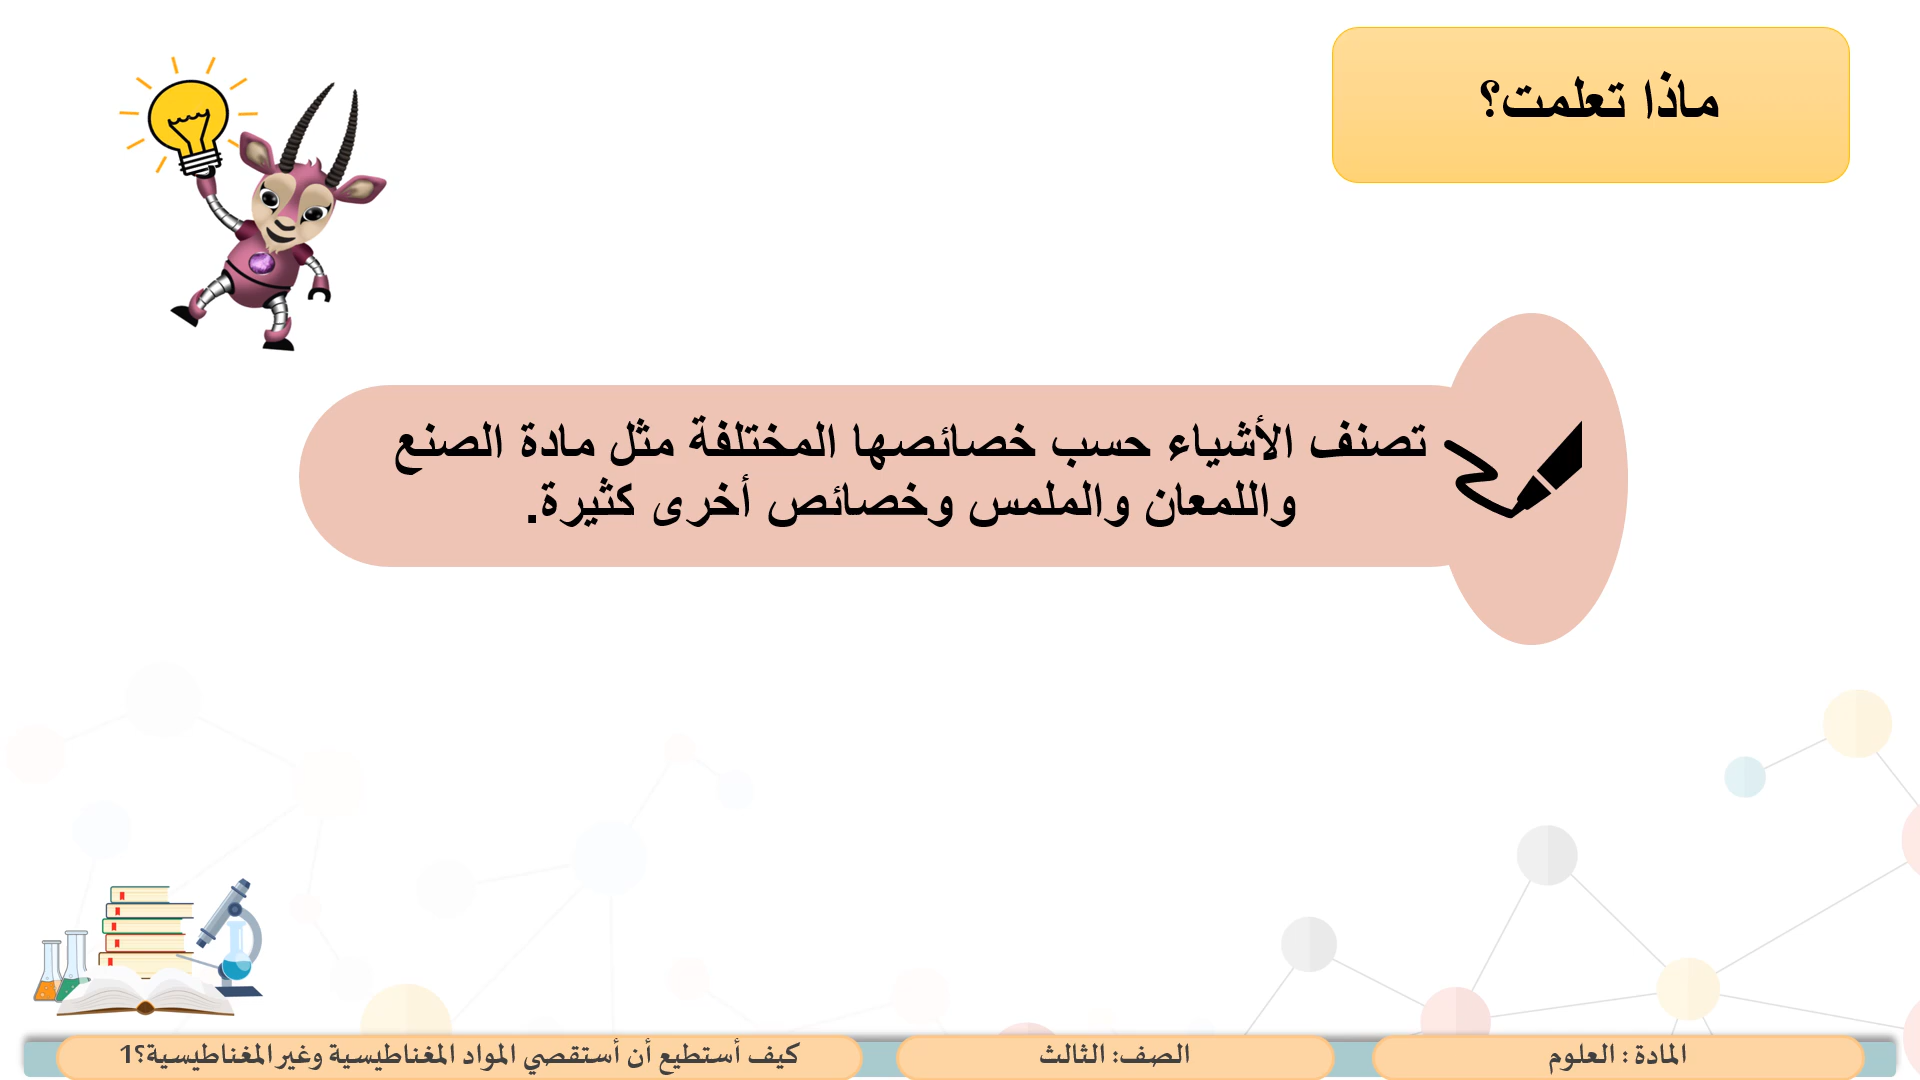 ماذا تعلمت؟
تصنف الأشياء حسب خصائصها المختلفة مثل مادة الصنع
واللمعان والملمس وخصائص أخرى كثيرة.
المادة : العلوم
الصف: الثالث
كيف أستطيع أن أستقصي المواد المغناطيسية وغير المغناطيسية؟1